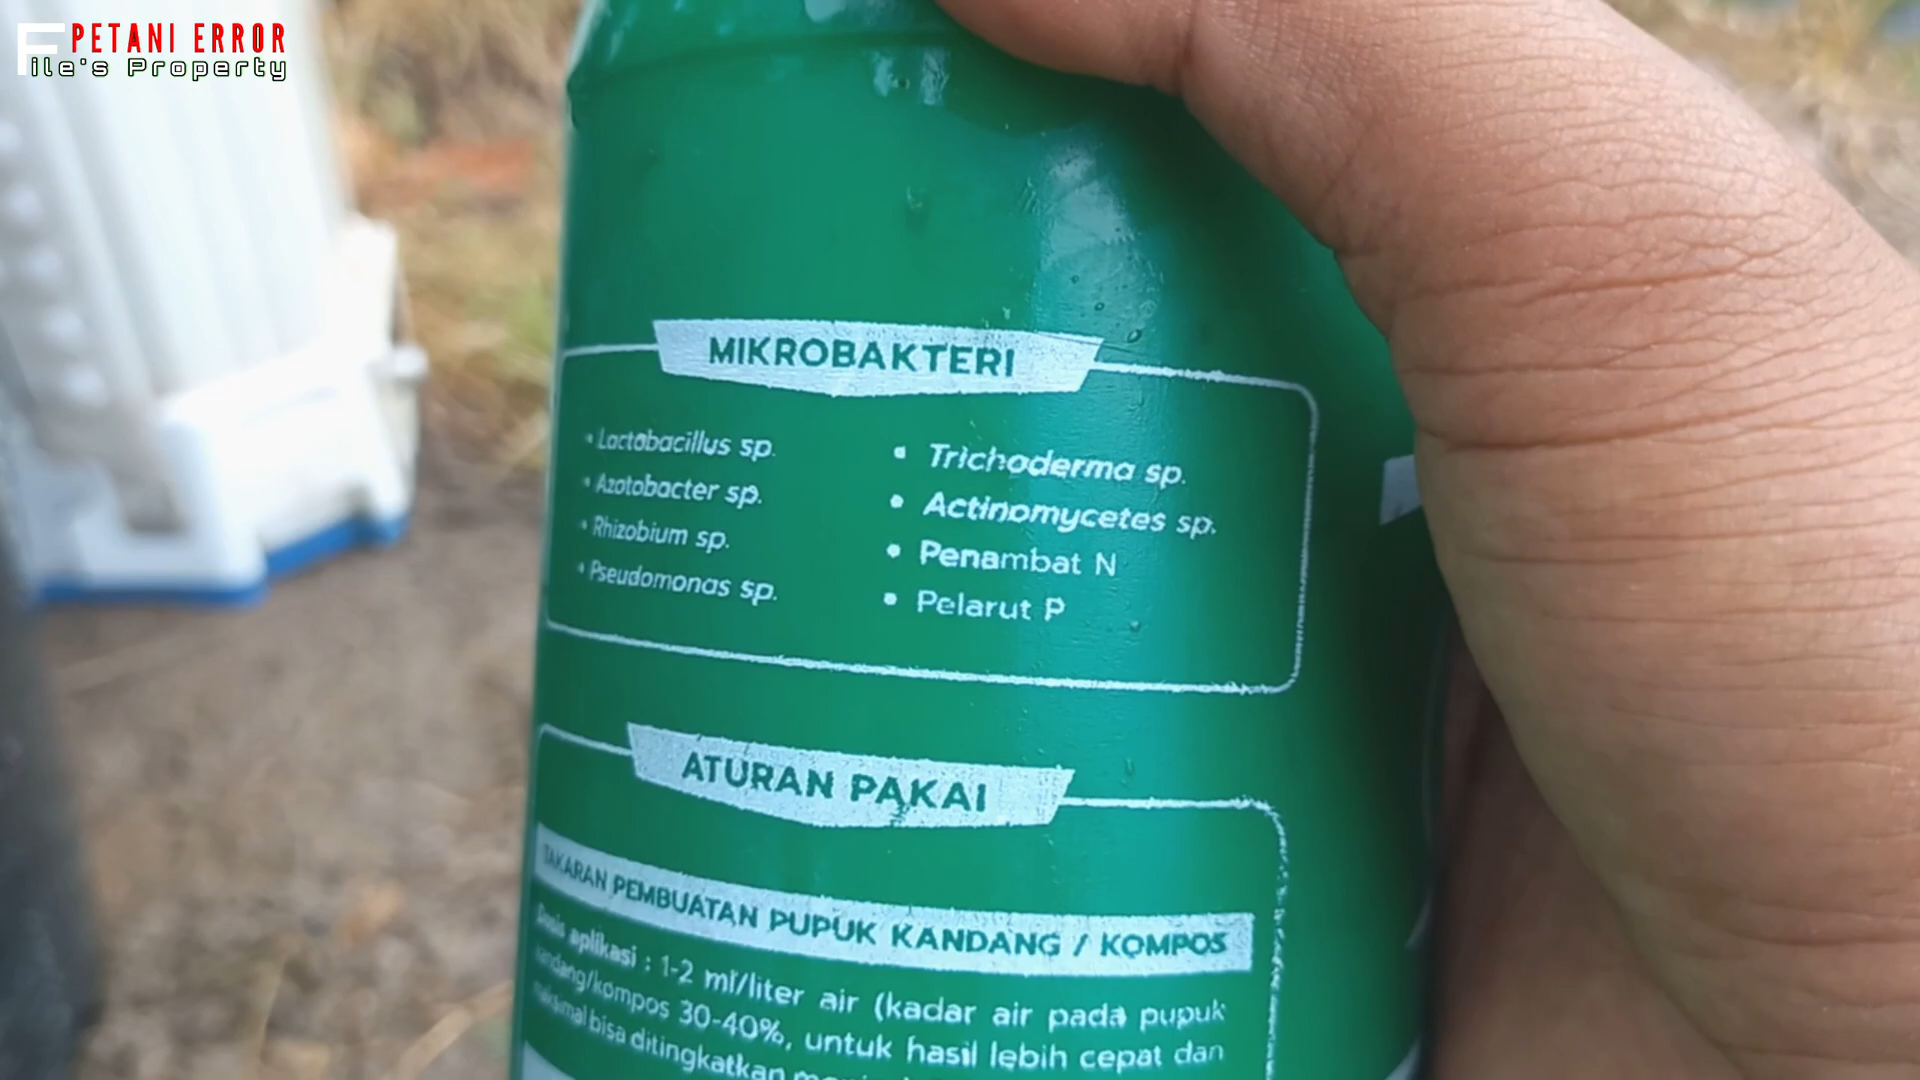 PETANI ERROR
File's Property
MIKROBAKTERI
• Lactobacillus sp.
• Azotobacter sp.
• Rhizobium sp.
• Pseudomonas sp.
• Trichoderma sp.
• Actinomycetes sp.
• Penambat N
• Pelarut P
ATURAN PAKAI
TAKARAN PEMBUATAN PUPUK KANDANG / KOMPOS
Dosis aplikasi : 1-2 ml/liter air (kadar air pada pupuk
kandang/kompos 30-40%, untuk hasil lebih cepat dan
maksimal bisa ditingkatkan